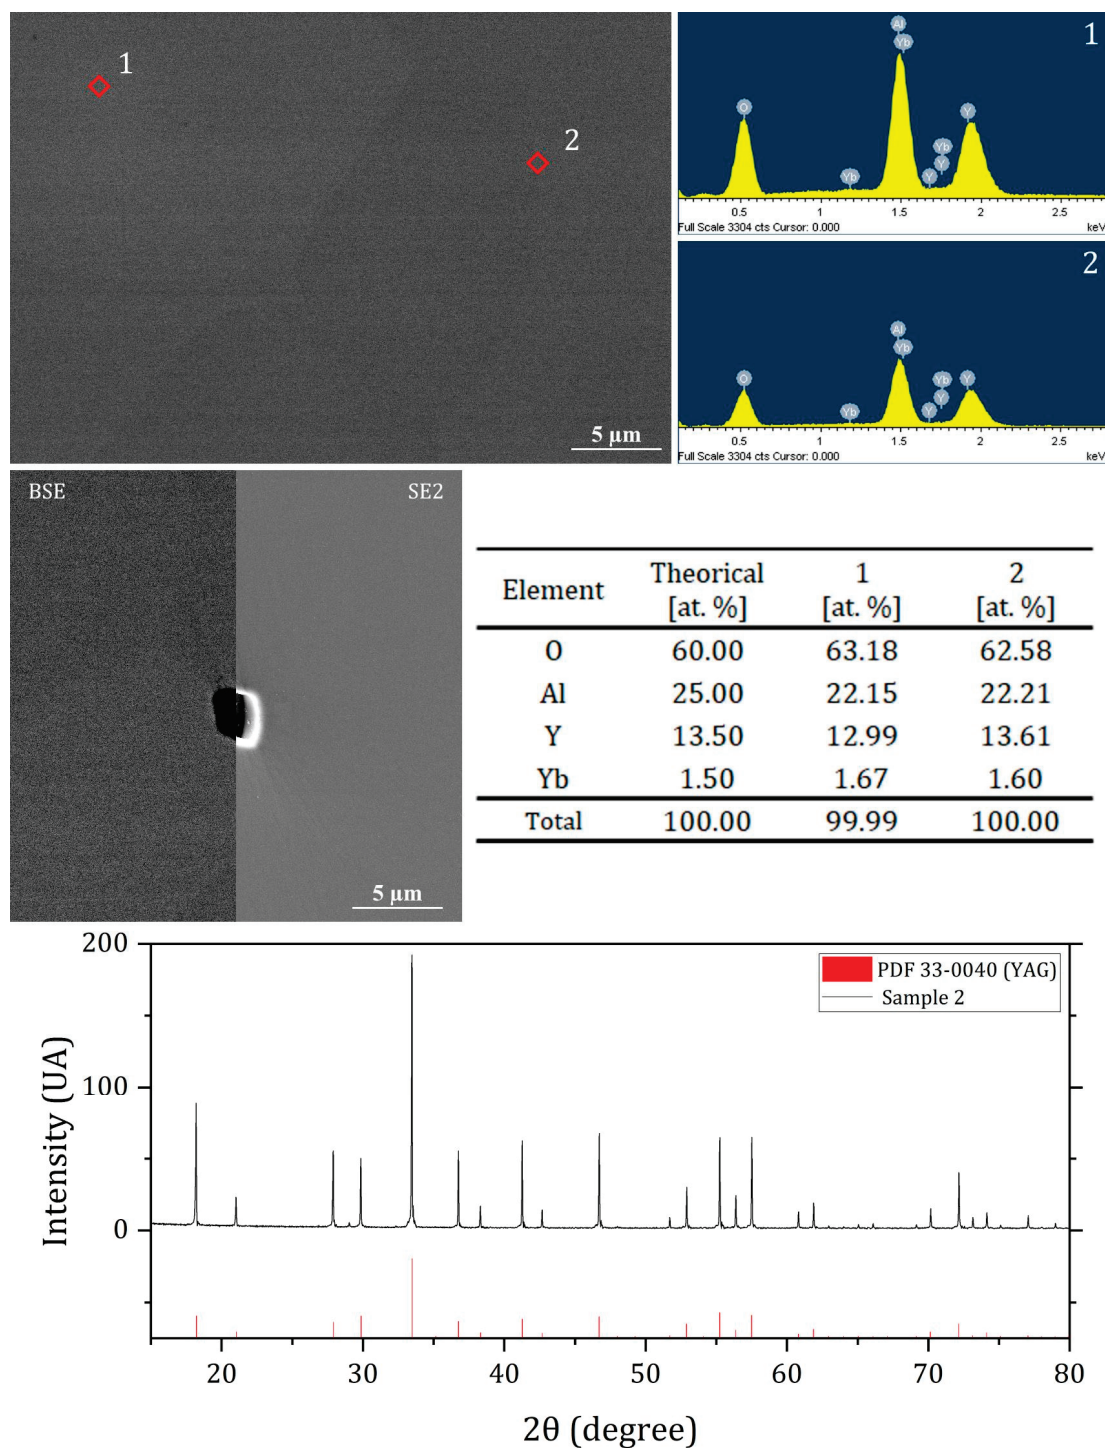 1
2
5 µm
Al
Yb
O
Y
Yb
Y
Yb
Y
1
0.5 1 1.5 2 2.5
Full Scale 3304 cts Cursor: 0.000 keV
2
Al
Yb
O
Yb
Y
Y
Yb
Y
0.5 1 1.5 2 2.5
Full Scale 3304 cts Cursor: 0.000 keV
BSE SE2
5 µm
Element Theorical 1 2
[at. %] [at. %] [at. %]
O 60.00 63.18 62.58
Al 25.00 22.15 22.21
Y 13.50 12.99 13.61
Yb 1.50 1.67 1.60
Total 100.00 99.99 100.00
200
100
0
Intensity (UA)
PDF 33-0040 (YAG)
Sample 2
20 30 40 50 60 70 80
2θ (degree)